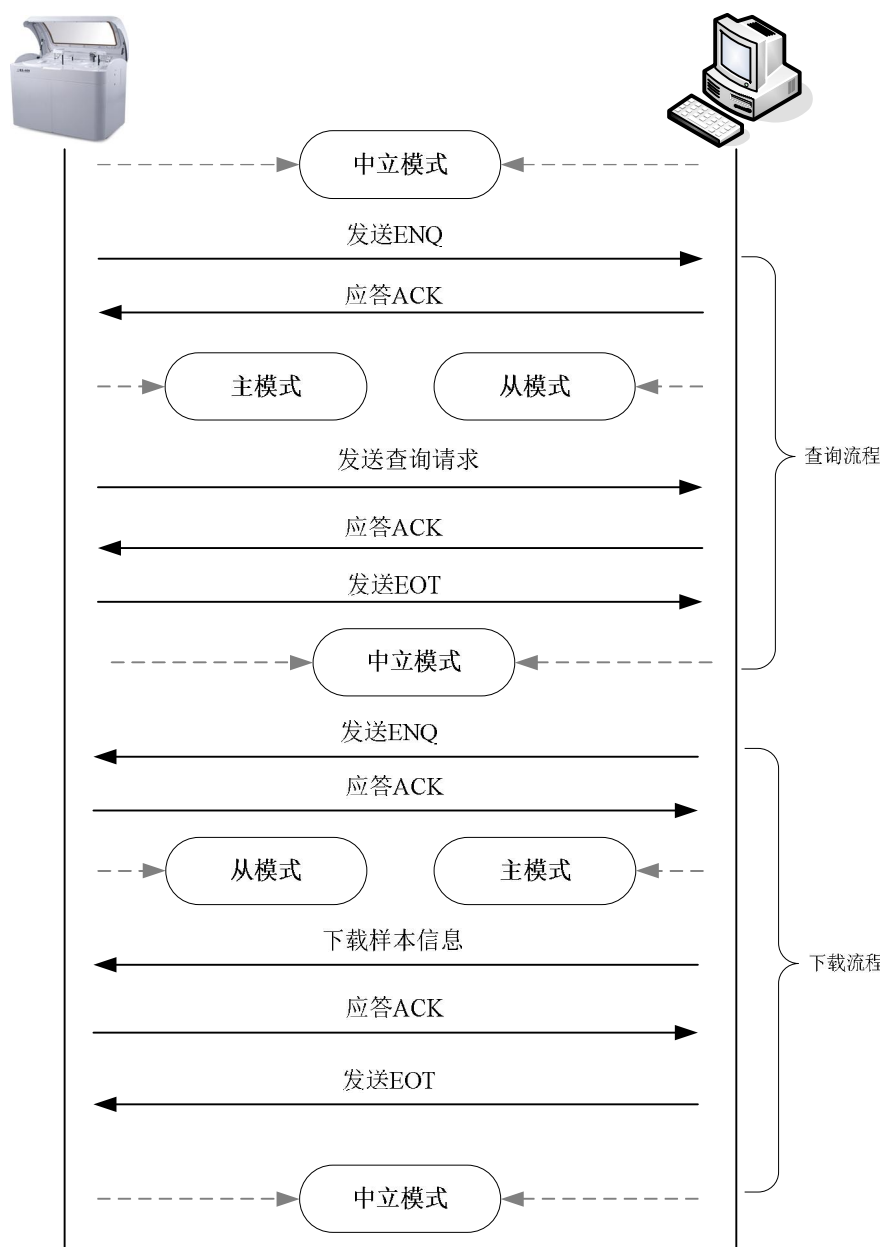 中立模式
发送ENQ
应答ACK
主模式
从模式
发送查询请求
查询流程
应答ACK
发送EOT
中立模式
发送ENQ
应答ACK
从模式
主模式
下载样本信息
下载流程
应答ACK
发送EOT
中立模式